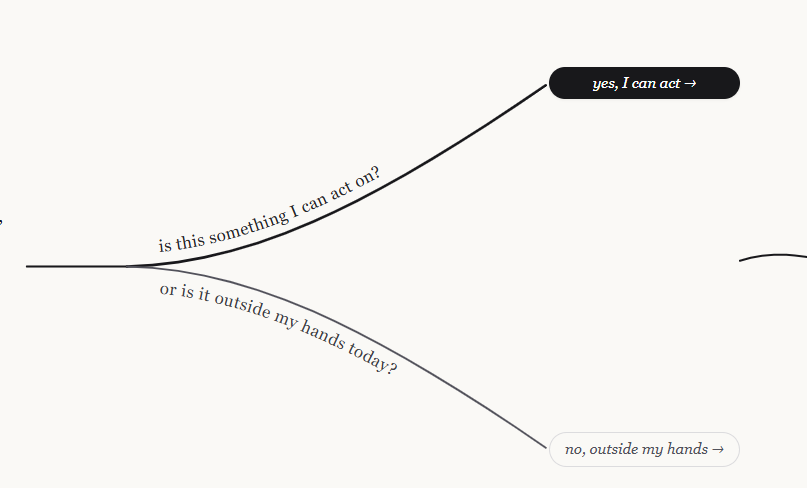 is this something I can act on?
yes, I can act →
or is it outside my hands today?
no, outside my hands →